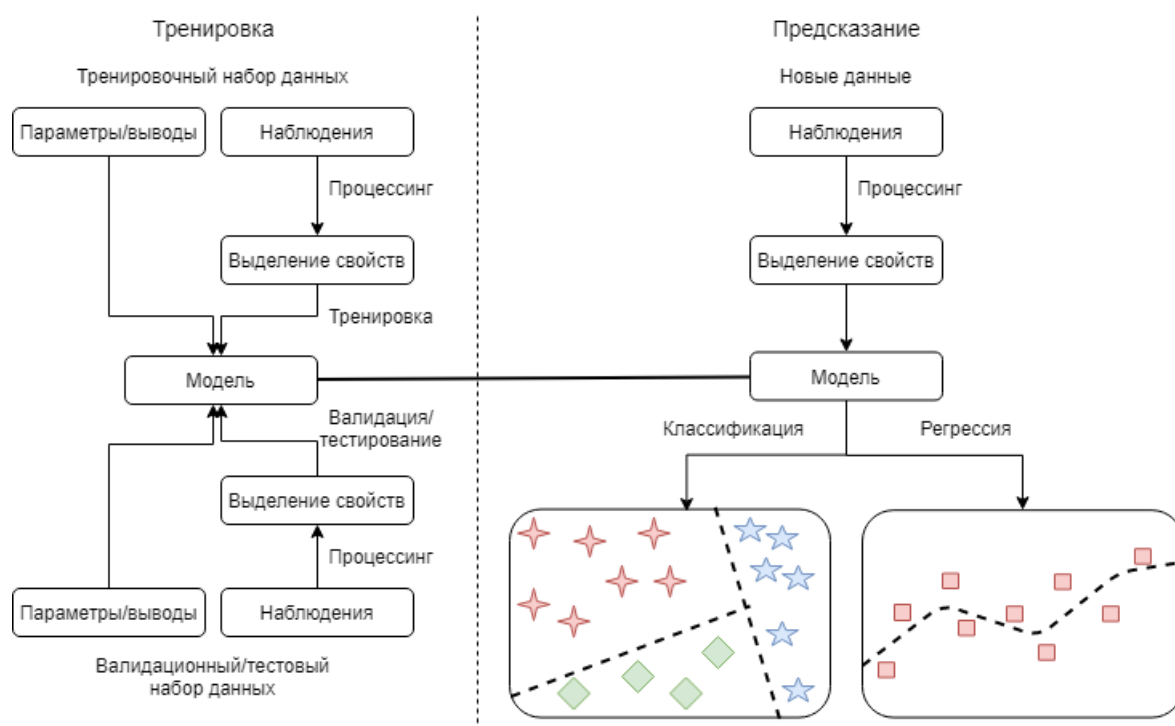 Тренировка
Тренировочный набор данных
Параметры/выводы
Наблюдения
Процессинг
Выделение свойств
Тренировка
Модель
Валидация/
тестирование
Выделение свойств
Процессинг
Параметры/выводы
Наблюдения
Валидационный/тестовый
набор данных
Предсказание
Новые данные
Наблюдения
Процессинг
Выделение свойств
Модель
Классификация
Регрессия